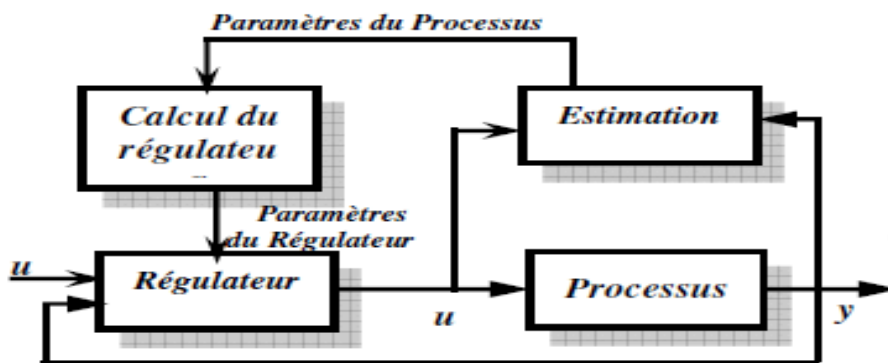 Paramètres du Processus
Calcul du
régulateu
Estimation
Paramètres
du Régulateur
u
Régulateur
u
Processus
y